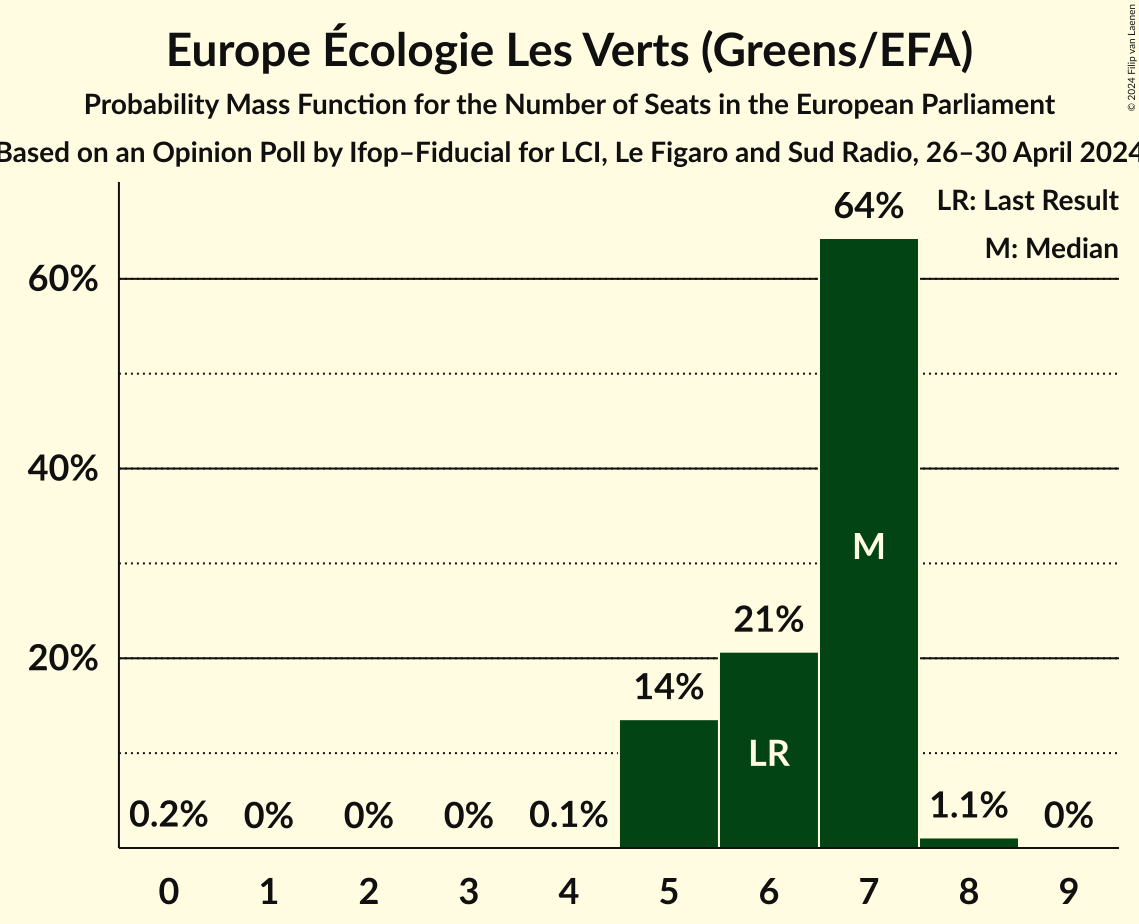 Europe Écologie Les Verts (Greens/EFA)
Probability Mass Function for the Number of Seats in the European Parliament
Based on an Opinion Poll by Ifop–Fiducial for LCI, Le Figaro and Sud Radio, 26–30 April 2024
© 2024 Filip van Laenen
LR: Last Result
M: Median
64%
60%
40%
M
21%
20%
14%
LR
0.2%
0%
0%
0%
0.1%
1.1%
0%
0
1
2
3
4
5
6
7
8
9